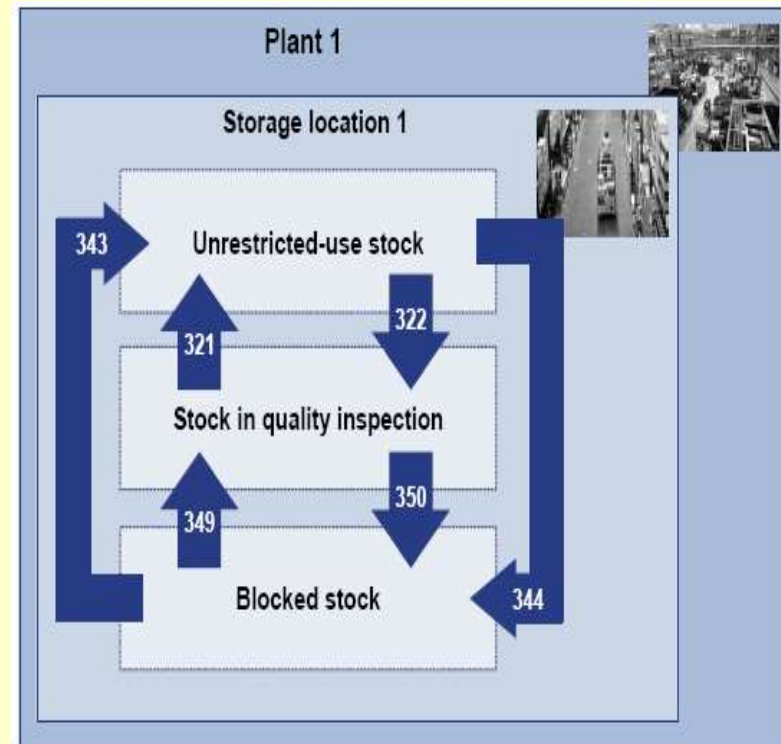 Plant 1
Storage location 1
343
Unrestricted-use stock
321
322
Stock in quality inspection
349
350
Blocked stock
344